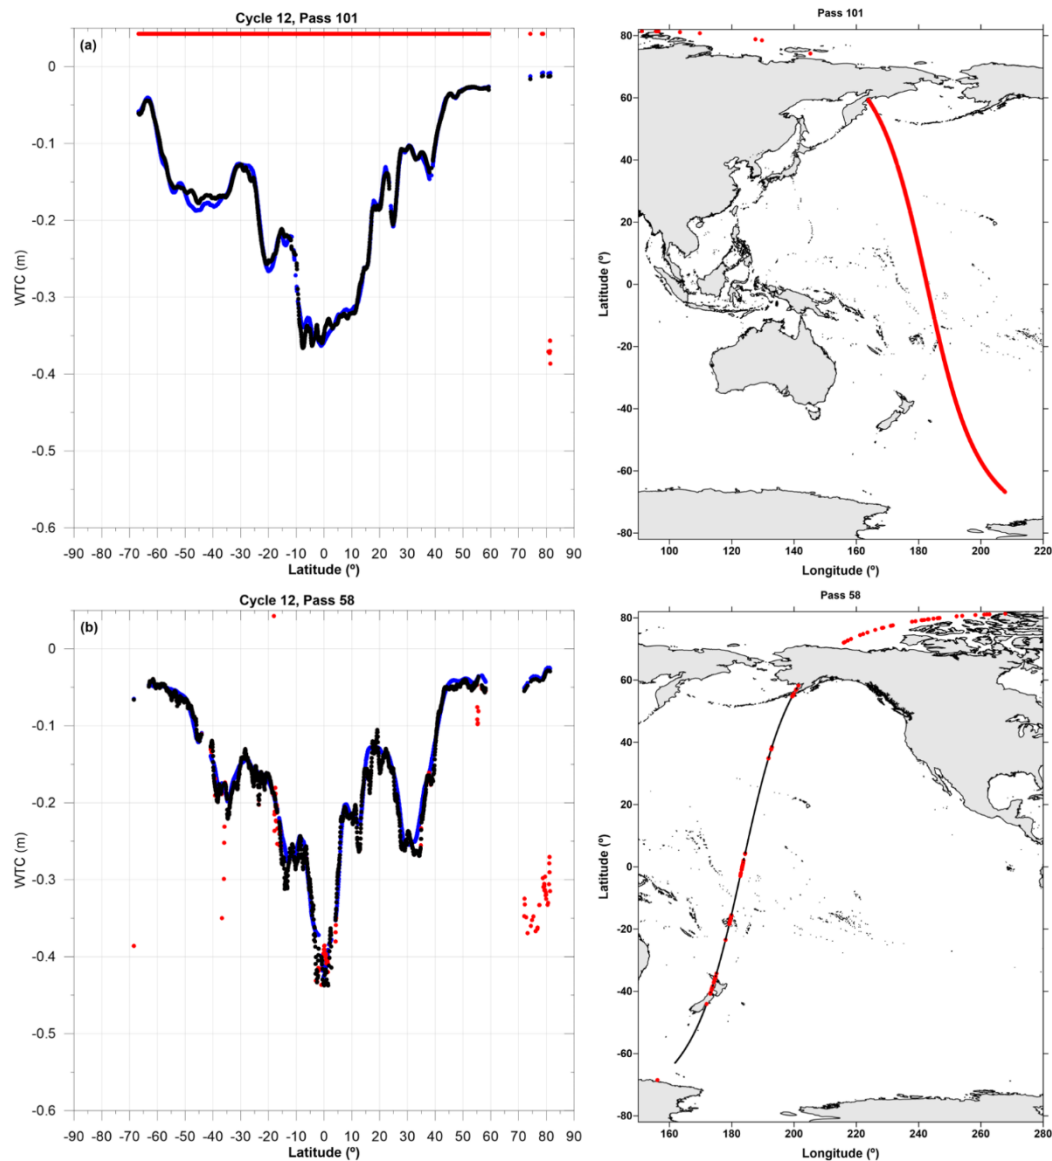 Cycle 12, Pass 101
(a)
0
-0.1
-0.2
-0.3
-0.4
-0.5
-0.6
WTC (m)
-90 -80 -70 -60 -50 -40 -30 -20 -10 0 10 20 30 40 50 60 70 80 90
Latitude (º)
Pass 101
80
60
40
20
0
-20
-40
-60
-80
Latitude (º)
100 120 140 160 180 200 220
Longitude (º)
Cycle 12, Pass 58
(b)
0
-0.1
-0.2
-0.3
-0.4
-0.5
-0.6
WTC (m)
-90 -80 -70 -60 -50 -40 -30 -20 -10 0 10 20 30 40 50 60 70 80 90
Latitude (º)
Pass 58
80
60
40
20
0
-20
-40
-60
-80
Latitude (º)
160 180 200 220 240 260 280
Longitude (º)